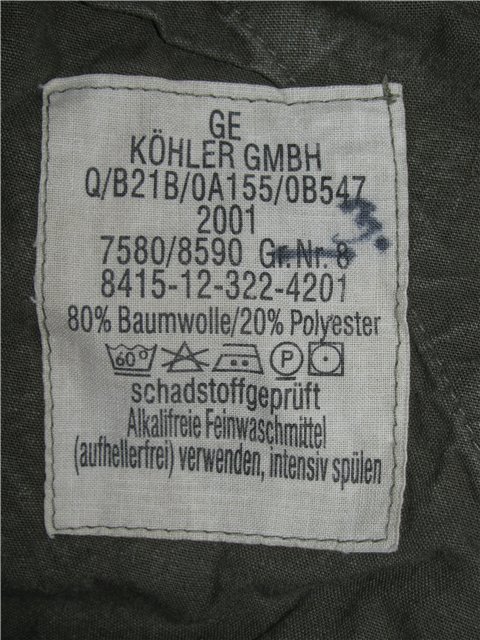 GE
KÖHLER GMBH
Q/B21B/0A155/0B547
2001
7580/8590 Gr.Nr. 8
8415-12-322-4201
80% Baumwolle/20% Polyester
60° P
schadstoffgeprüft
Alkalifreie Feinwaschmittel
(aufhellerfrei) verwenden, intensiv spülen